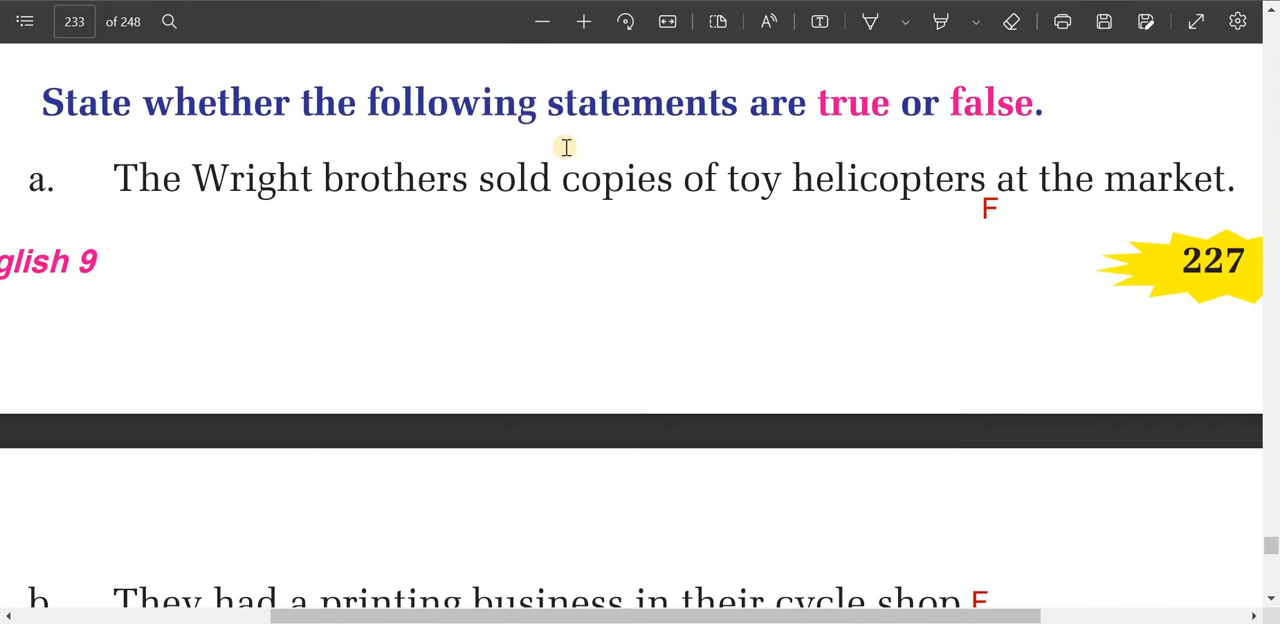 233 of 248
State whether the following statements are true or false.
a. The Wright brothers sold copies of toy helicopters at the market.
F
glish 9
227
b. They had a printing business in their cycle shop. F